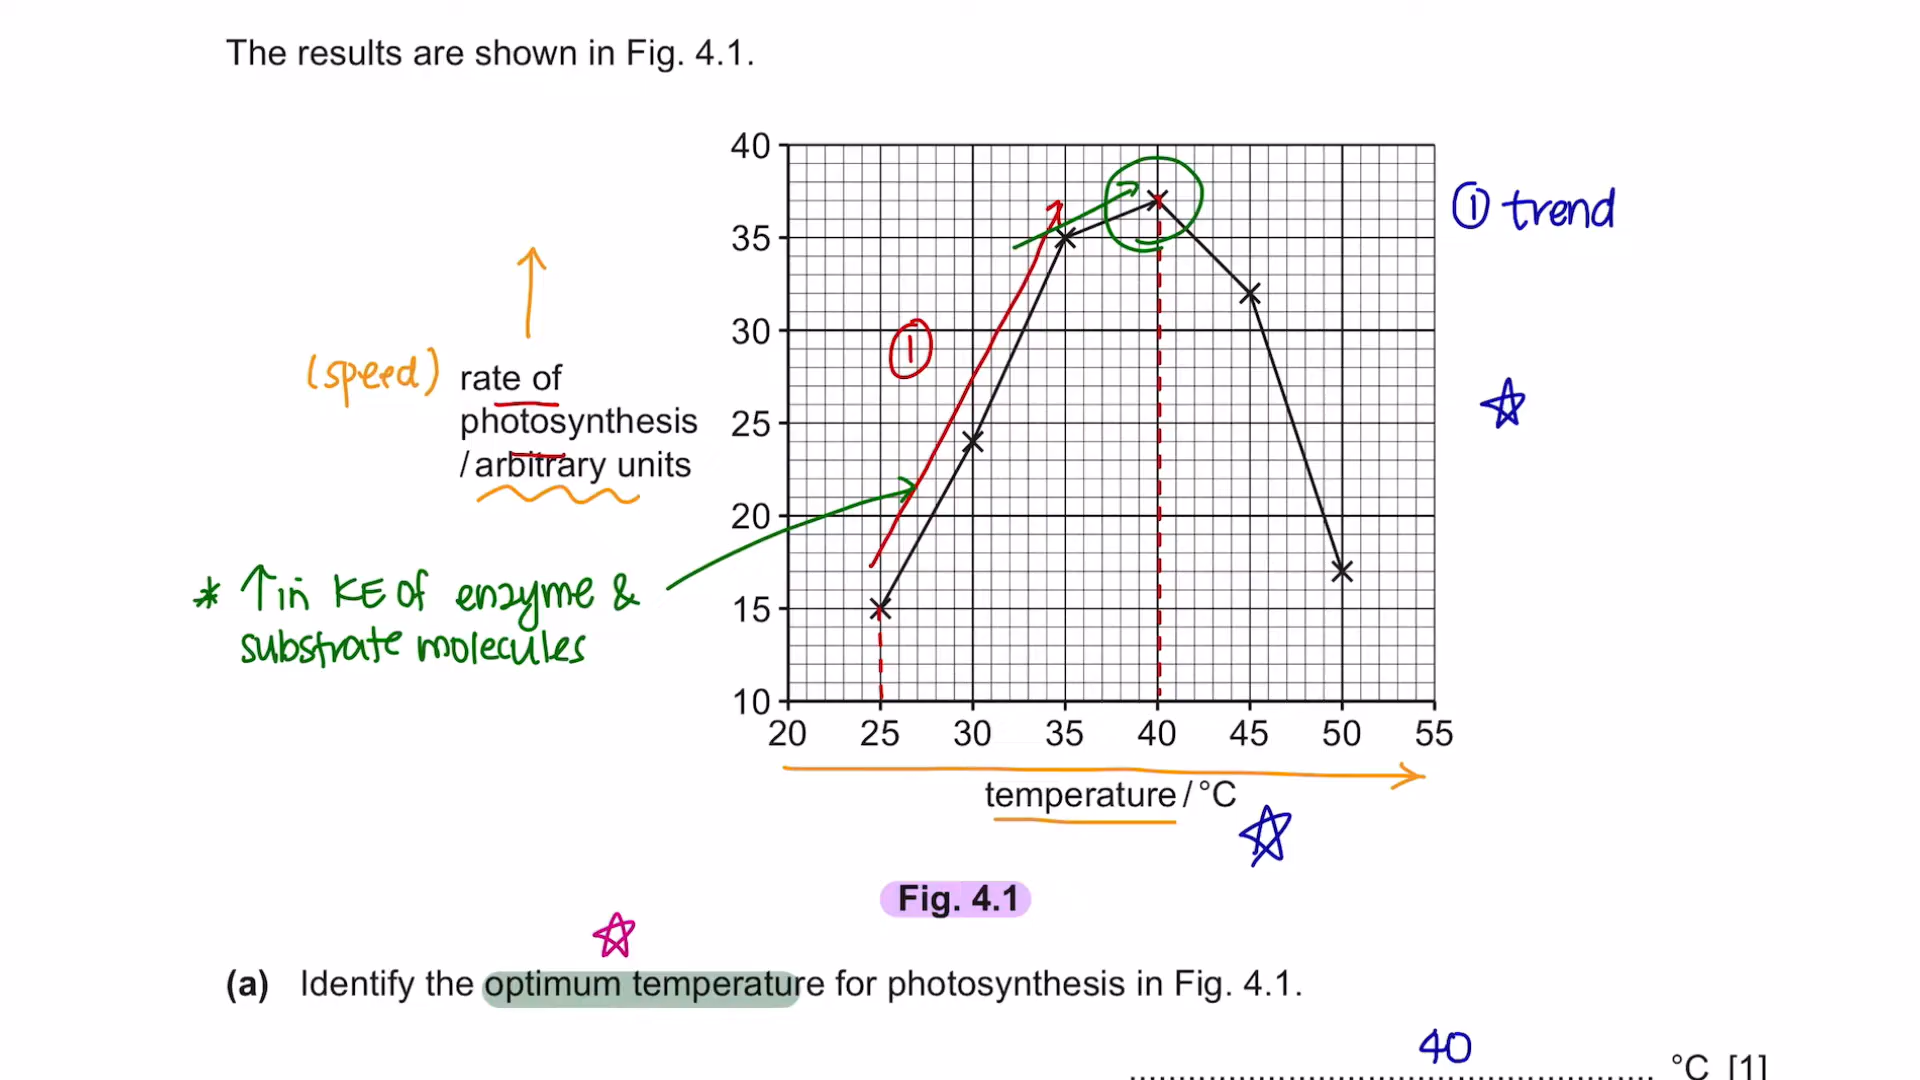 The results are shown in Fig. 4.1.
40
① trend
35
①
30
(speed) rate of
photosynthesis
25
/ arbitrary units
20
* ↑ in KE of enzyme &
15
substrate molecules
10
20 25 30 35 40 45 50 55
temperature / °C
Fig. 4.1
(a) Identify the optimum temperature for photosynthesis in Fig. 4.1.
40
°C [1]